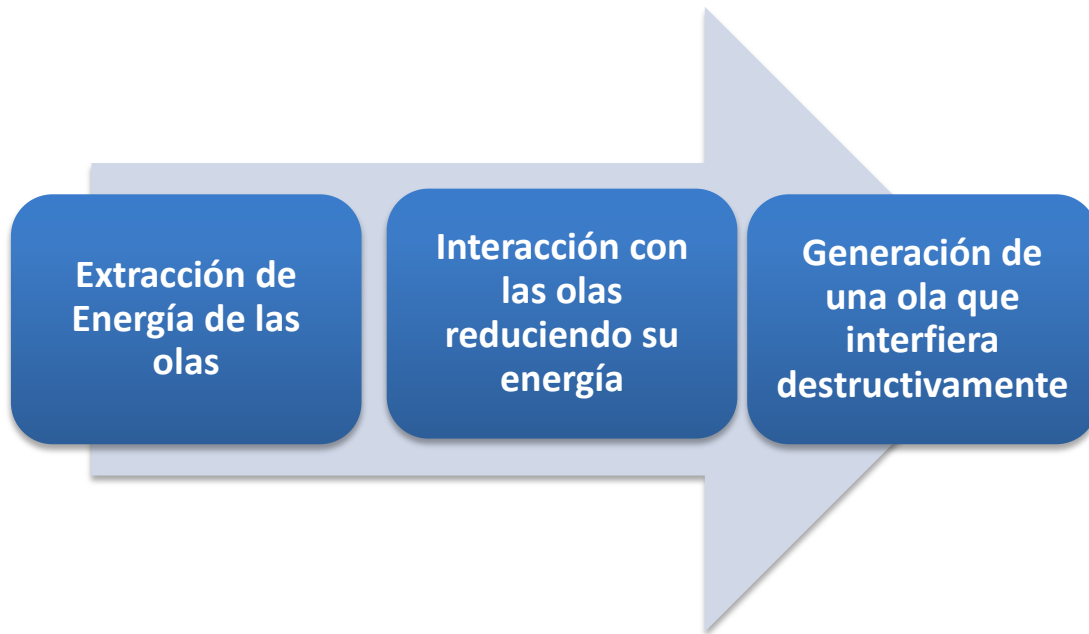 Extracción de
Energía de las
olas
Interacción con
las olas
reduciendo su
energía
Generación de
una ola que
interfiera
destructivamente